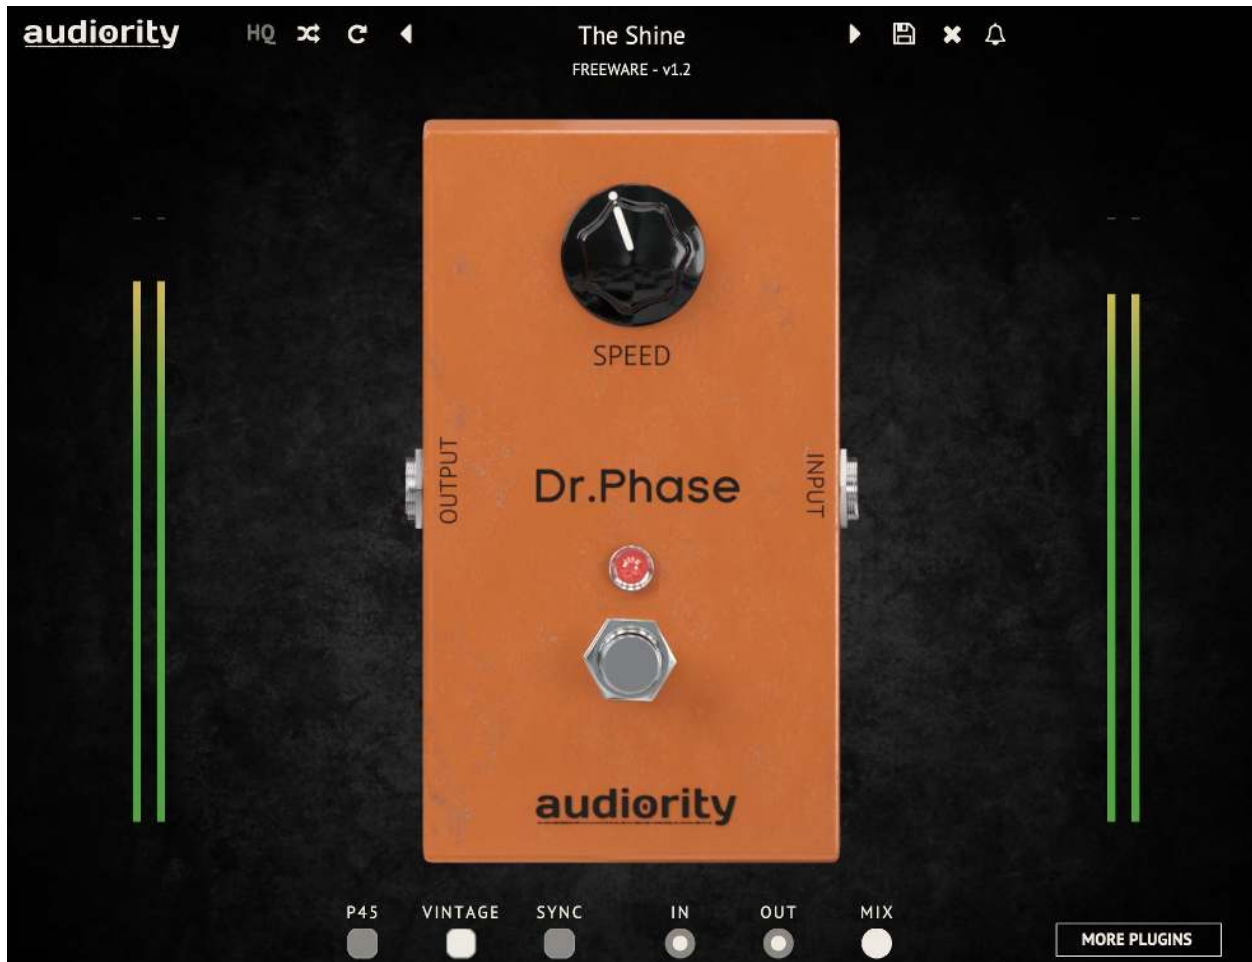 audiority
HQ
The Shine
FREEWARE - v1.2
SPEED
OUTPUT
Dr.Phase
INPUT
audiority
P45 VINTAGE SYNC IN OUT MIX
MORE PLUGINS